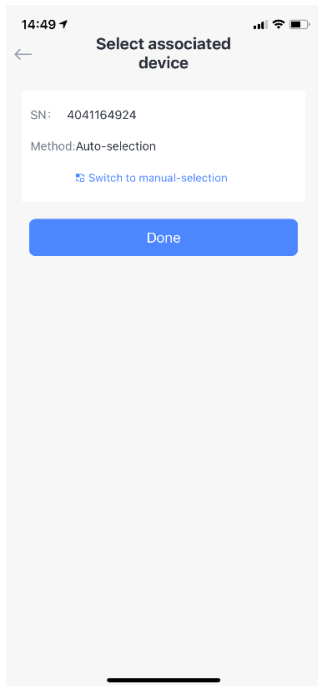 14:49
Select associated
device
SN: 4041164924
Method:Auto-selection
Switch to manual-selection
Done